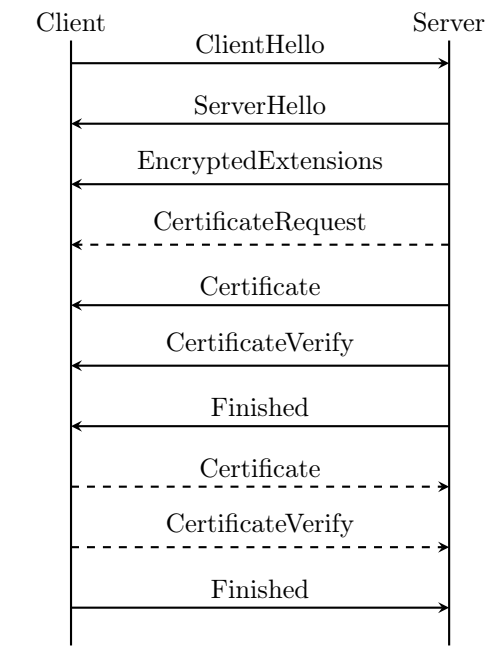 Client Server
ClientHello
ServerHello
EncryptedExtensions
CertificateRequest
Certificate
CertificateVerify
Finished
Certificate
CertificateVerify
Finished